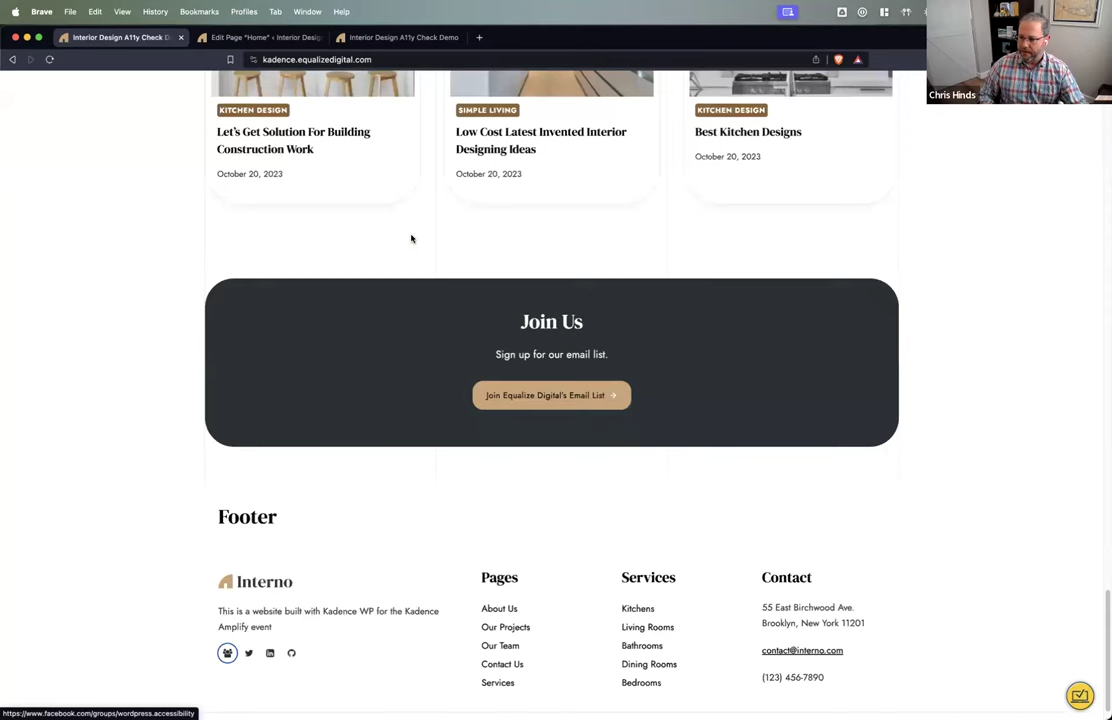 Brave File Edit View History Bookmarks Profiles Tab Window Help
Interior Design A11y Check D
Edit Page "Home" ‹ Interior Desig
Interior Design A11y Check Demo
kadence.equalizedigital.com
Chris Hinds
KITCHEN DESIGN
Let's Get Solution For Building
Construction Work
October 20, 2023
SIMPLE LIVING
Low Cost Latest Invented Interior
Designing Ideas
October 20, 2023
KITCHEN DESIGN
Best Kitchen Designs
October 20, 2023
Join Us
Sign up for our email list.
Join Equalize Digital's Email List →
Footer
Interno
This is a website built with Kadence WP for the Kadence
Amplify event
Pages
About Us
Our Projects
Our Team
Contact Us
Services
Services
Kitchens
Living Rooms
Bathrooms
Dining Rooms
Bedrooms
Contact
55 East Birchwood Ave.
Brooklyn, New York 11201
contact@interno.com
(123) 456-7890
https://www.facebook.com/groups/wordpress.accessibility